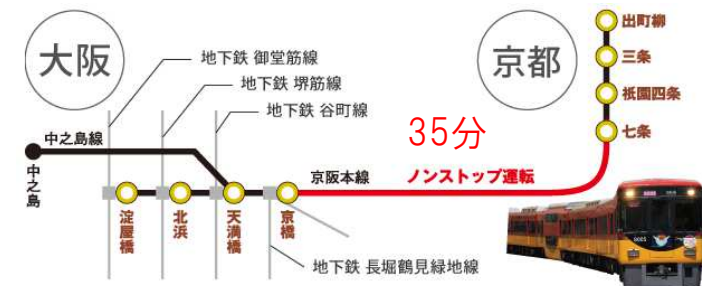 大阪
地下鉄 御堂筋線
地下鉄 堺筋線
地下鉄 谷町線
京都
出町柳
三条
祇園四条
七条
35分
中之島線
中之島
京阪本線
ノンストップ運転
淀屋橋
北浜
天満橋
京橋
地下鉄 長堀鶴見緑地線